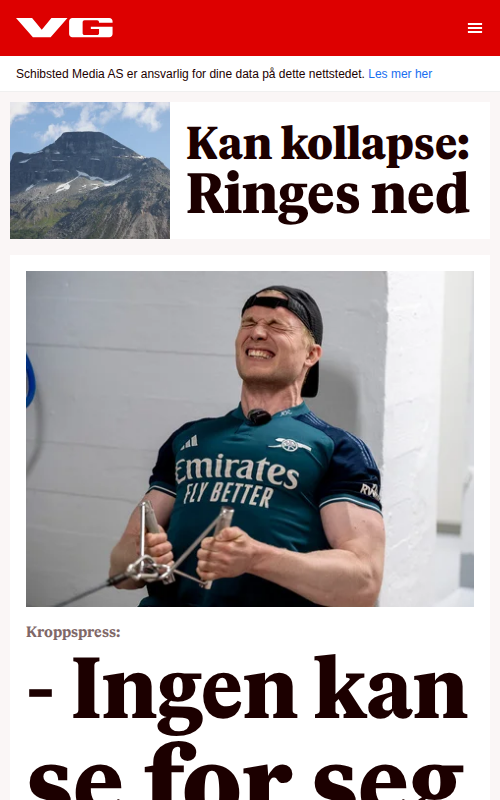 VG
Schibsted Media AS er ansvarlig for dine data på dette nettstedet. Les mer her
Kan kollapse:
Ringes ned
Emirates
FLY BETTER
Kroppspress:
- Ingen kan
se for seg